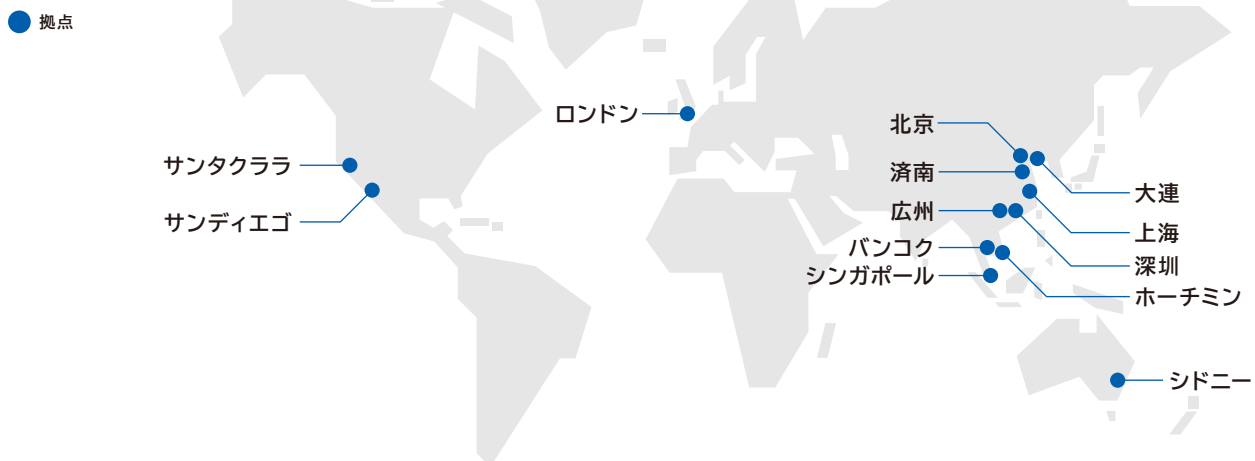 拠点
ロンドン
サンタクララ
サンディエゴ
北京
済南
広州
バンコク
シンガポール
大連
上海
深圳
ホーチミン
シドニー